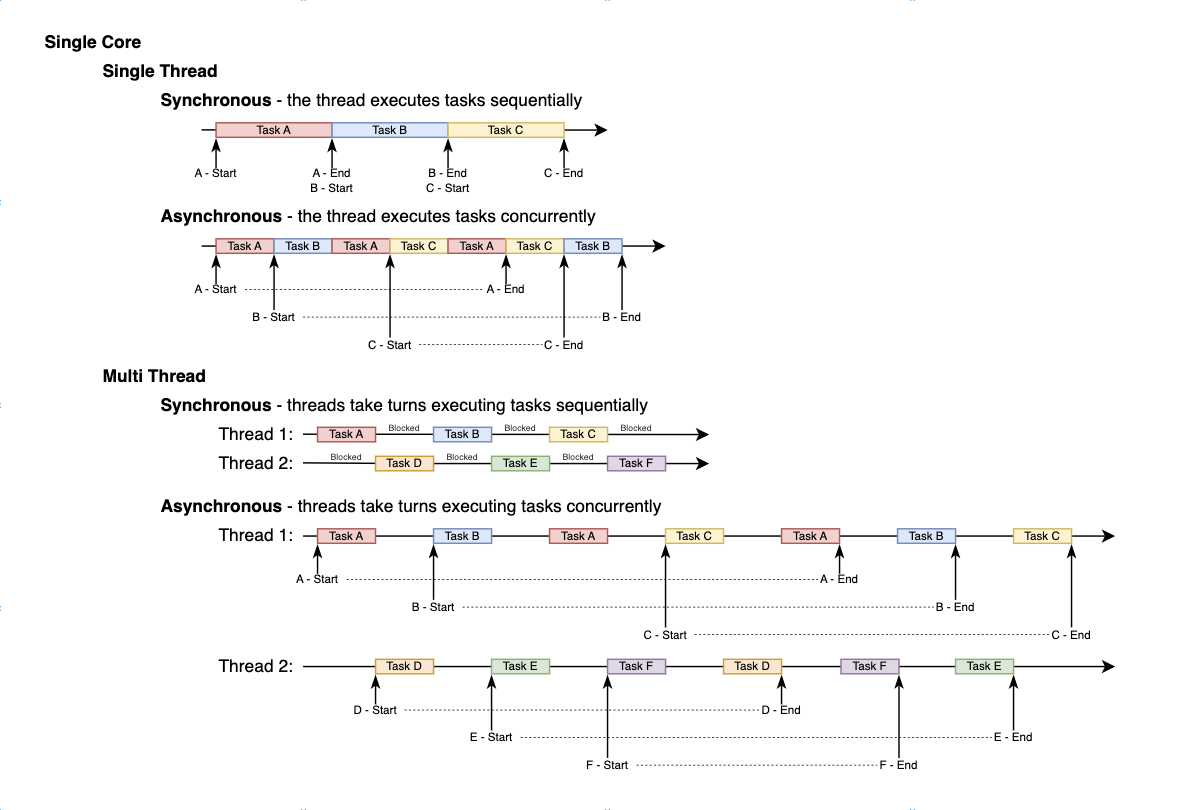 Single Core
Single Thread
Synchronous - the thread executes tasks sequentially
Task A Task B Task C
A - Start A - End B - End C - End
B - Start C - Start
Asynchronous - the thread executes tasks concurrently
Task A Task B Task A Task C Task A Task C Task B
A - Start A - End
B - Start B - End
C - Start C - End
Multi Thread
Synchronous - threads take turns executing tasks sequentially
Thread 1: Task A Blocked Task B Blocked Task C Blocked
Thread 2: Blocked Task D Blocked Task E Blocked Task F
Asynchronous - threads take turns executing tasks concurrently
Thread 1: Task A Task B Task A Task C Task A Task B Task C
A - Start A - End
B - Start B - End
C - Start C - End
Thread 2: Task D Task E Task F Task D Task F Task E
D - Start D - End
E - Start E - End
F - Start F - End